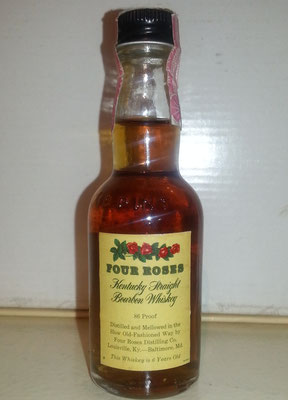 FOUR ROSES
Kentucky Straight
Bourbon Whiskey
86 Proof
Distilled and Mellowed in the
Slow Old-Fashioned Way by
Four Roses Distilling Co.
Louisville, Ky.—Baltimore, Md.
This Whiskey is 6 Years Old